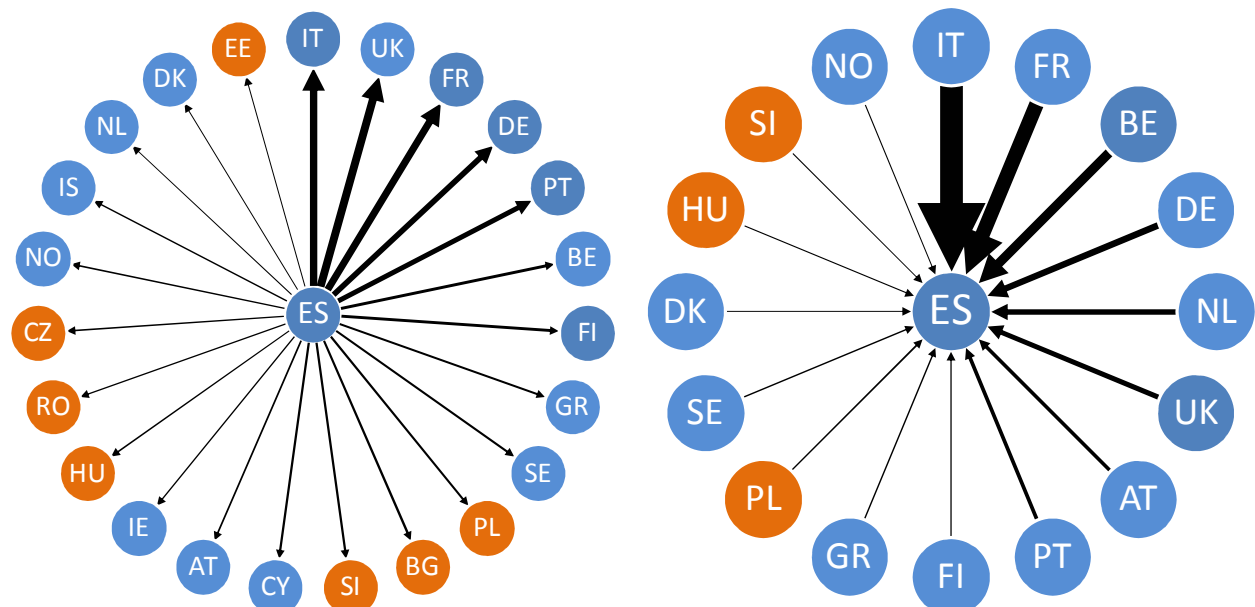 IT
UK
FR
DE
PT
BE
FI
GR
SE
PL
BG
SI
CY
AT
IE
HU
RO
CZ
NO
IS
NL
DK
EE
ES
IT
FR
BE
DE
NL
UK
AT
PT
FI
GR
PL
SE
DK
HU
SI
NO
ES